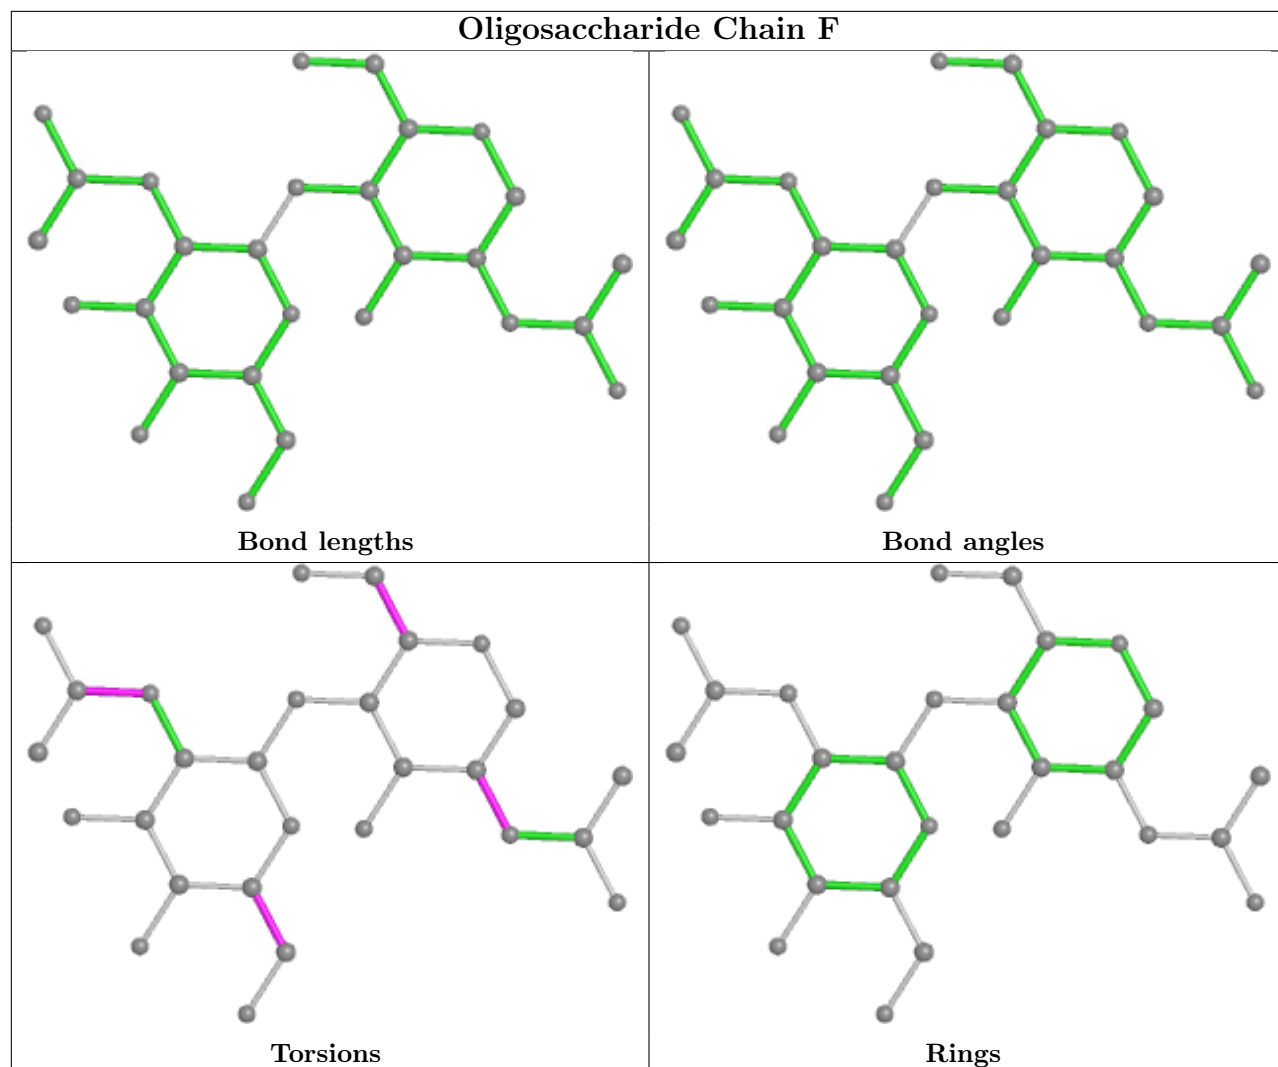 Oligosaccharide Chain F
Bond lengths
Bond angles
Torsions
Rings